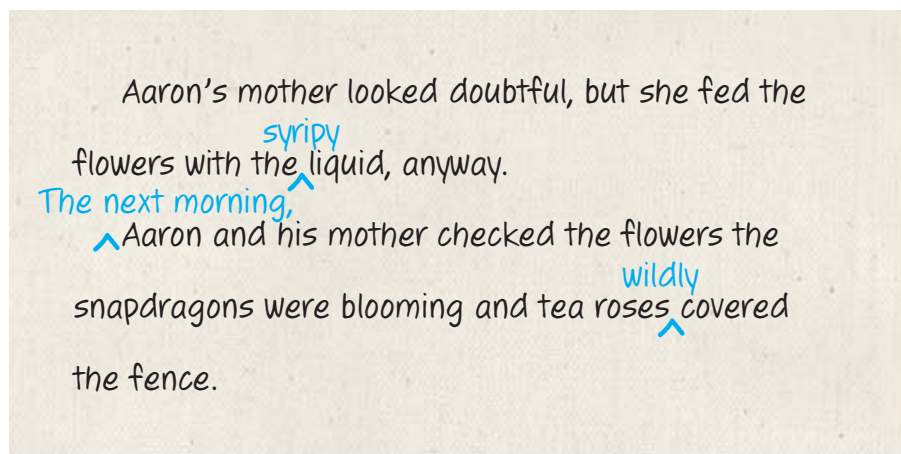 Aaron's mother looked doubtful, but she fed the
syripy
flowers with the liquid, anyway.
The next morning,
Aaron and his mother checked the flowers the
wildly
snapdragons were blooming and tea roses covered
the fence.